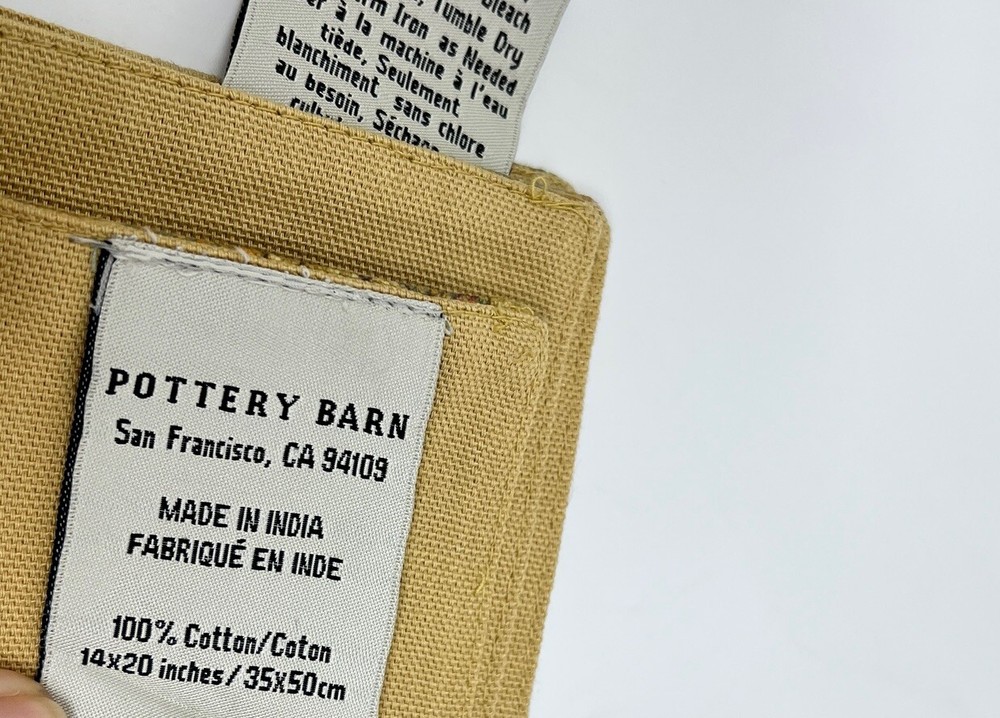 Bleach
Tumble Dry
Iron as Needed
à la machine à l'eau
tiède, Seulement
blanchiment sans chlore
au besoin, Séchage
POTTERY BARN
San Francisco, CA 94109
MADE IN INDIA
FABRIQUÉ EN INDE
100% Cotton/Coton
14x20 inches/35x50cm